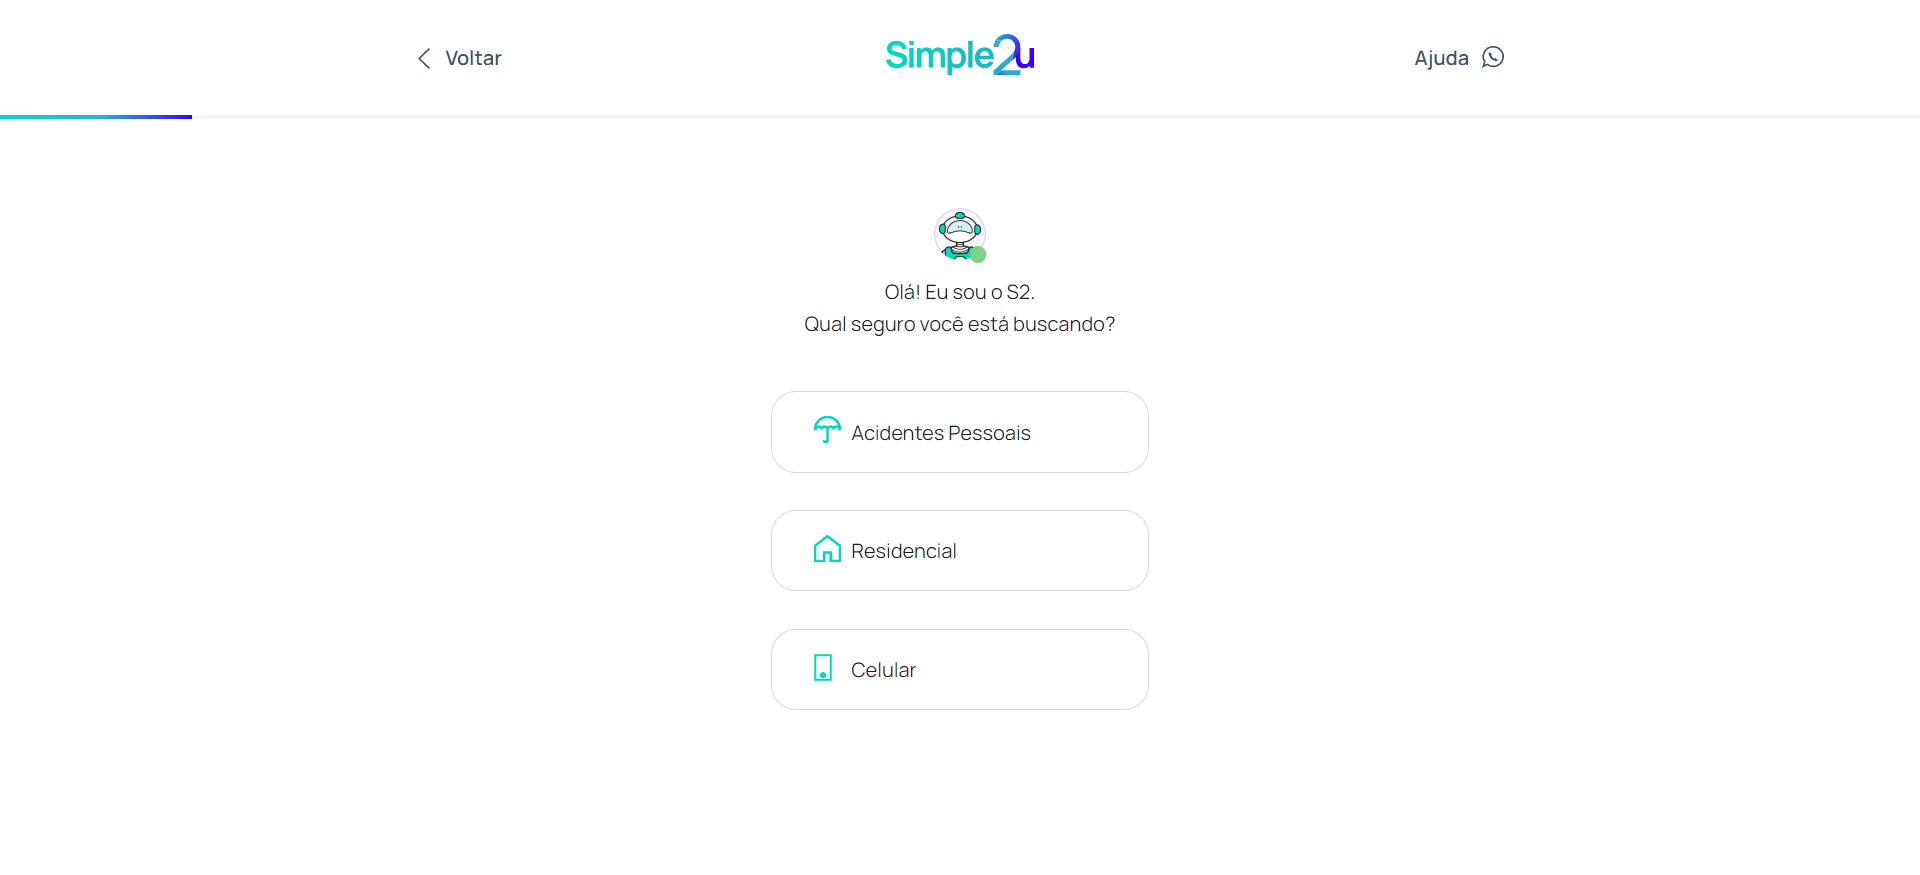 Voltar
Simple2u
Ajuda
Olá! Eu sou o S2.
Qual seguro você está buscando?
Acidentes Pessoais
Residencial
Celular